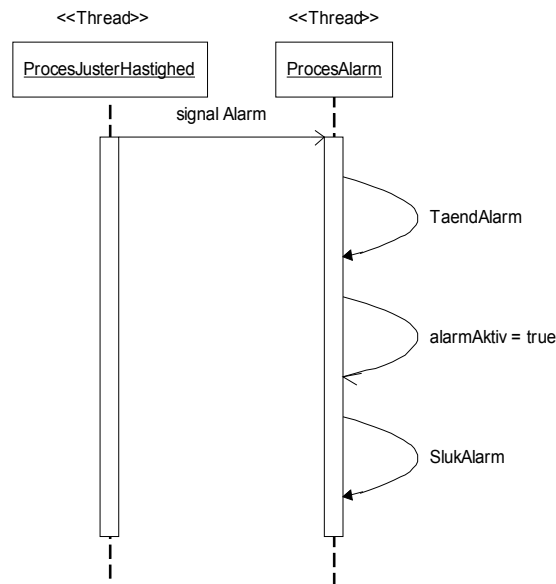 <<Thread>>
<<Thread>>
ProcesJusterHastighed
ProcesAlarm
signal Alarm
TaendAlarm
alarmAktiv = true
SlukAlarm